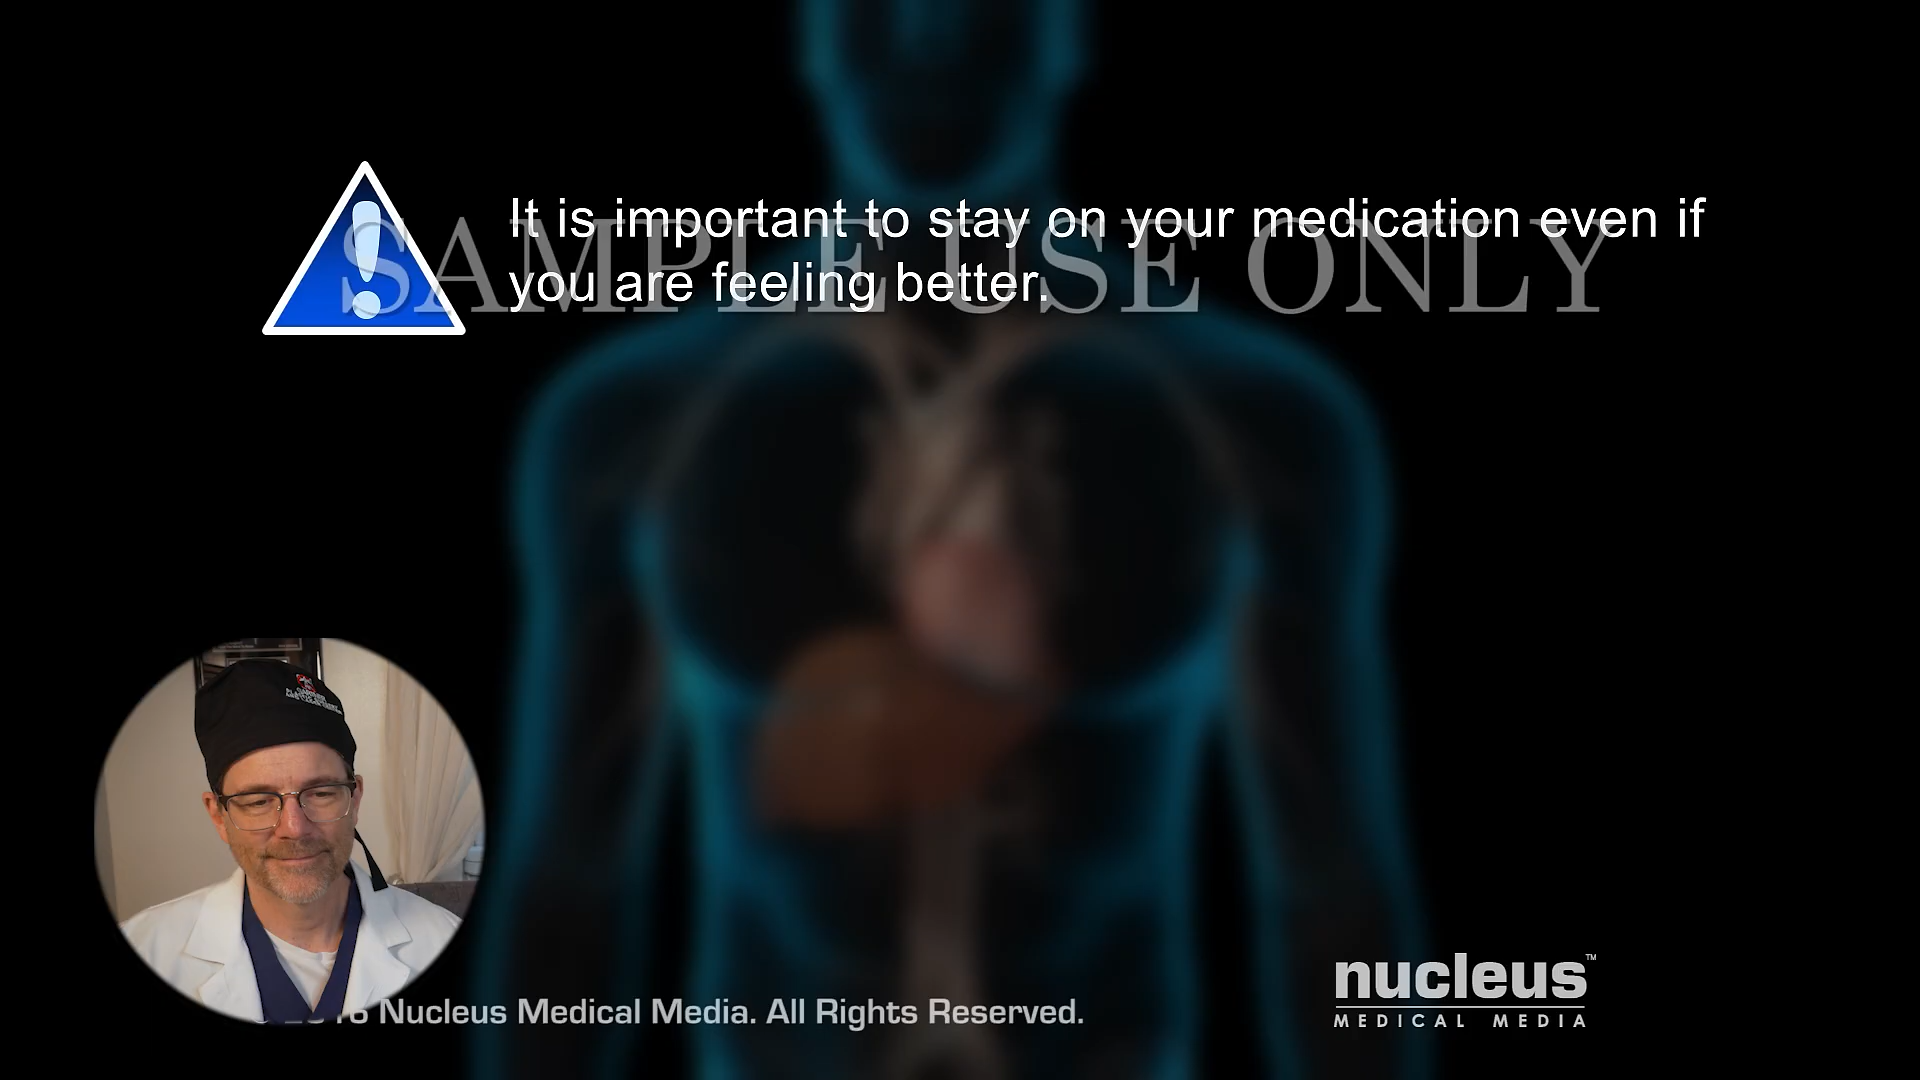 It is important to stay on your medication even if
you are feeling better.
SAMPLE USE ONLY
Nucleus Medical Media. All Rights Reserved.
nucleus™
MEDICAL MEDIA